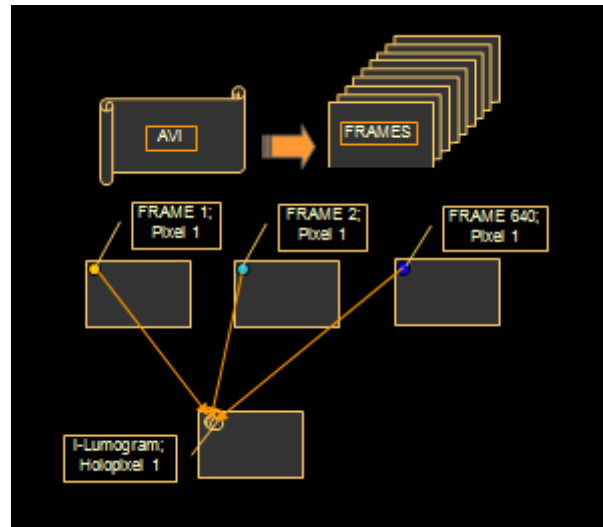 AVI
FRAMES
FRAME 1;
Pixel 1
FRAME 2;
Pixel 1
FRAME 640;
Pixel 1
I-Lumogram;
Holopixel 1